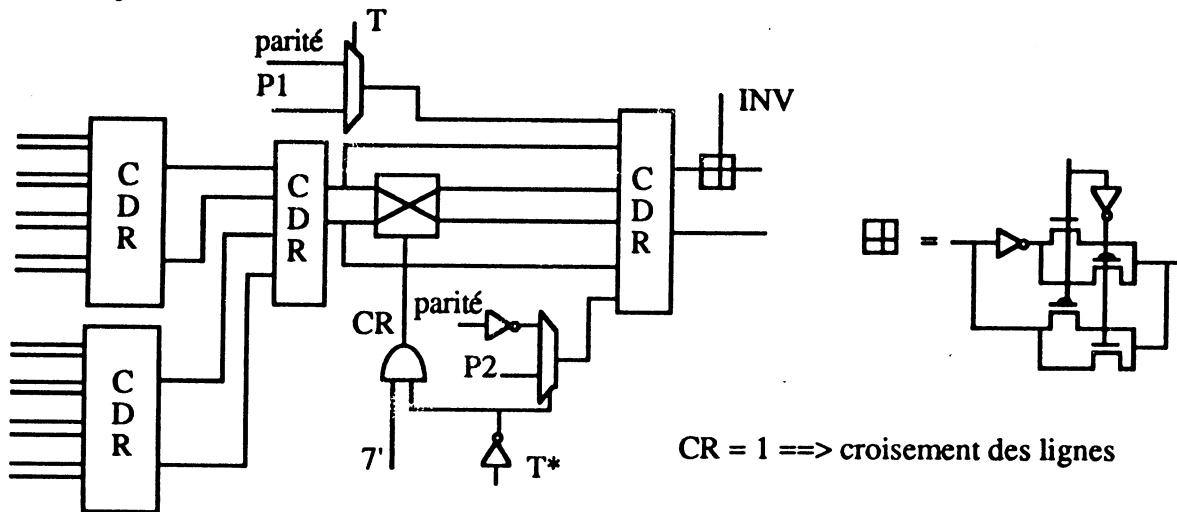 T
parité
P1
INV
C
D
R
C
D
R
C
D
R
CR
parité
P2
C
D
R
7'
T*
=
CR = 1 ==> croisement des lignes